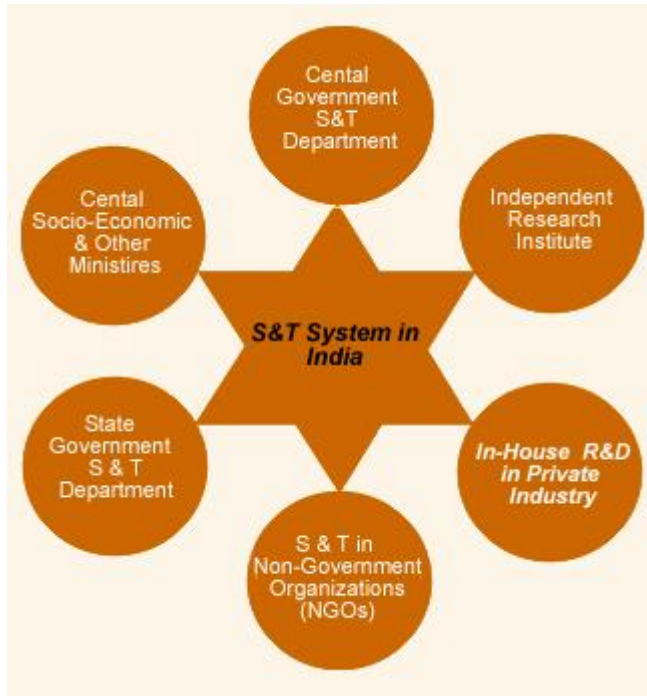 Cental
Government
S&T
Department
Cental
Socio-Economic
& Other
Ministires
Independent
Research
Institute
S&T System in
India
State
Government
S & T
Department
In-House R&D
in Private
Industry
S & T in
Non-Government
Organizations
(NGOs)